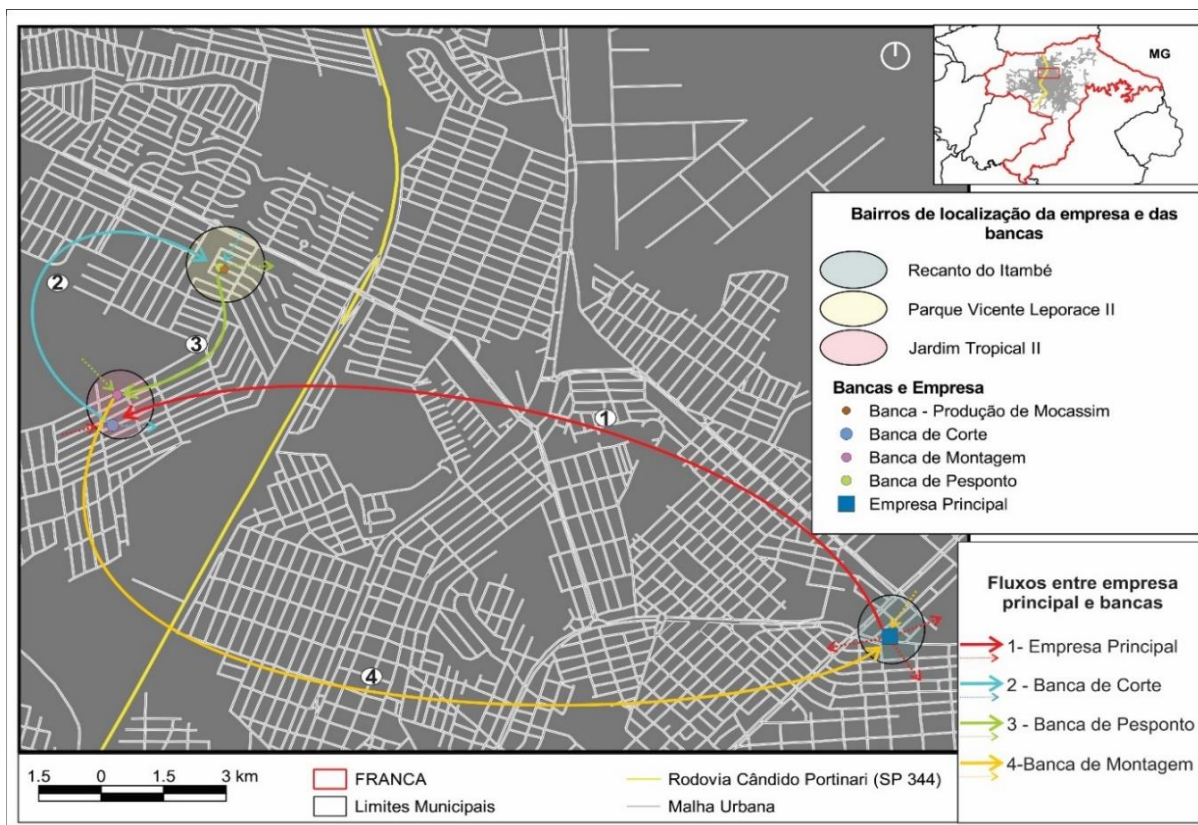 MG
2
3
1
4
Bairros de localização da empresa e das
bancas
Recanto do Itambé
Parque Vicente Leporace II
Jardim Tropical II
Bancas e Empresa
Banca - Produção de Mocassim
Banca de Corte
Banca de Montagem
Banca de Pesponto
Empresa Principal
Fluxos entre empresa
principal e bancas
1- Empresa Principal
2 - Banca de Corte
3 - Banca de Pesponto
4-Banca de Montagem
1.5 0 1.5 3 km
FRANCA
Limites Municipais
Rodovia Cândido Portinari (SP 344)
Malha Urbana